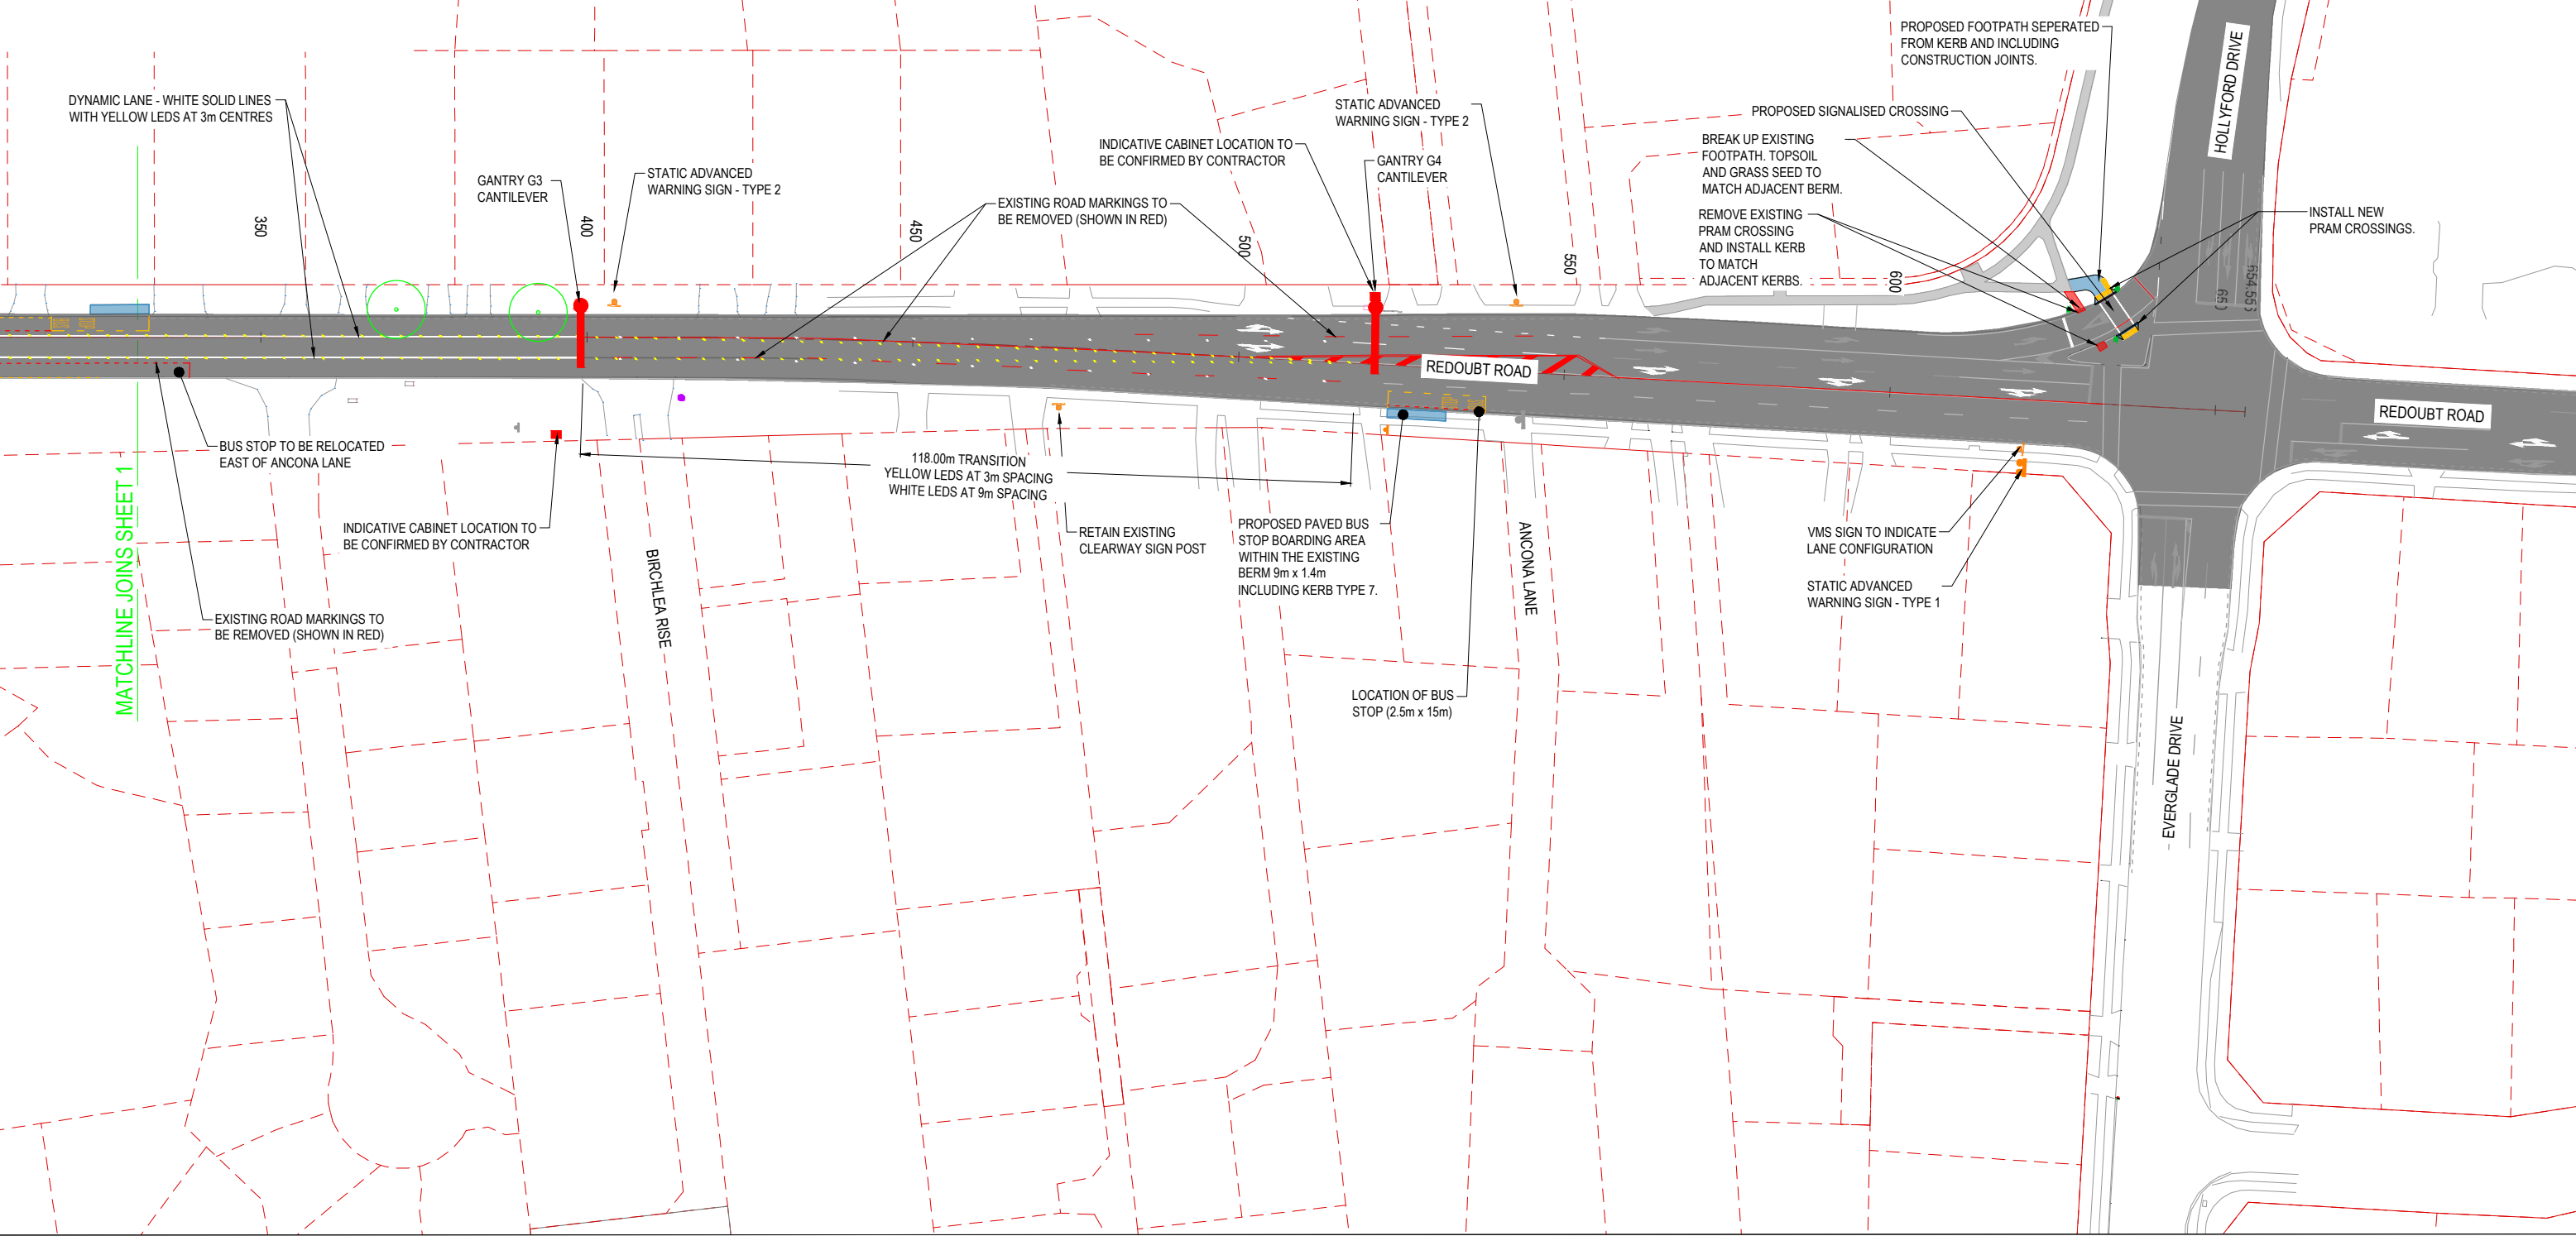 PROPOSED FOOTPATH SEPERATED
FROM KERB AND INCLUDING
CONSTRUCTION JOINTS.
HOLLYFORD DRIVE
DYNAMIC LANE - WHITE SOLID LINES
WITH YELLOW LEDS AT 3m CENTRES
STATIC ADVANCED
WARNING SIGN - TYPE 2
PROPOSED SIGNALISED CROSSING
INDICATIVE CABINET LOCATION TO
BE CONFIRMED BY CONTRACTOR
BREAK UP EXISTING
FOOTPATH. TOPSOIL
AND GRASS SEED TO
MATCH ADJACENT BERM.
GANTRY G4
CANTILEVER
GANTRY G3
CANTILEVER
STATIC ADVANCED
WARNING SIGN - TYPE 2
EXISTING ROAD MARKINGS TO
BE REMOVED (SHOWN IN RED)
REMOVE EXISTING
PRAM CROSSING
AND INSTALL KERB
TO MATCH
ADJACENT KERBS.
INSTALL NEW
PRAM CROSSINGS.
350
400
450
500
550
600
650
654.553
REDOUBT ROAD
REDOUBT ROAD
BUS STOP TO BE RELOCATED
EAST OF ANCONA LANE
118.00m TRANSITION
YELLOW LEDS AT 3m SPACING
WHITE LEDS AT 9m SPACING
MATCHLINE JOINS SHEET 1
INDICATIVE CABINET LOCATION TO
BE CONFIRMED BY CONTRACTOR
BIRCHLEA RISE
RETAIN EXISTING
CLEARWAY SIGN POST
PROPOSED PAVED BUS
STOP BOARDING AREA
WITHIN THE EXISTING
BERM 9m x 1.4m
INCLUDING KERB TYPE 7.
ANCONA LANE
VMS SIGN TO INDICATE
LANE CONFIGURATION
STATIC ADVANCED
WARNING SIGN - TYPE 1
EXISTING ROAD MARKINGS TO
BE REMOVED (SHOWN IN RED)
LOCATION OF BUS
STOP (2.5m x 15m)
EVERGLADE DRIVE